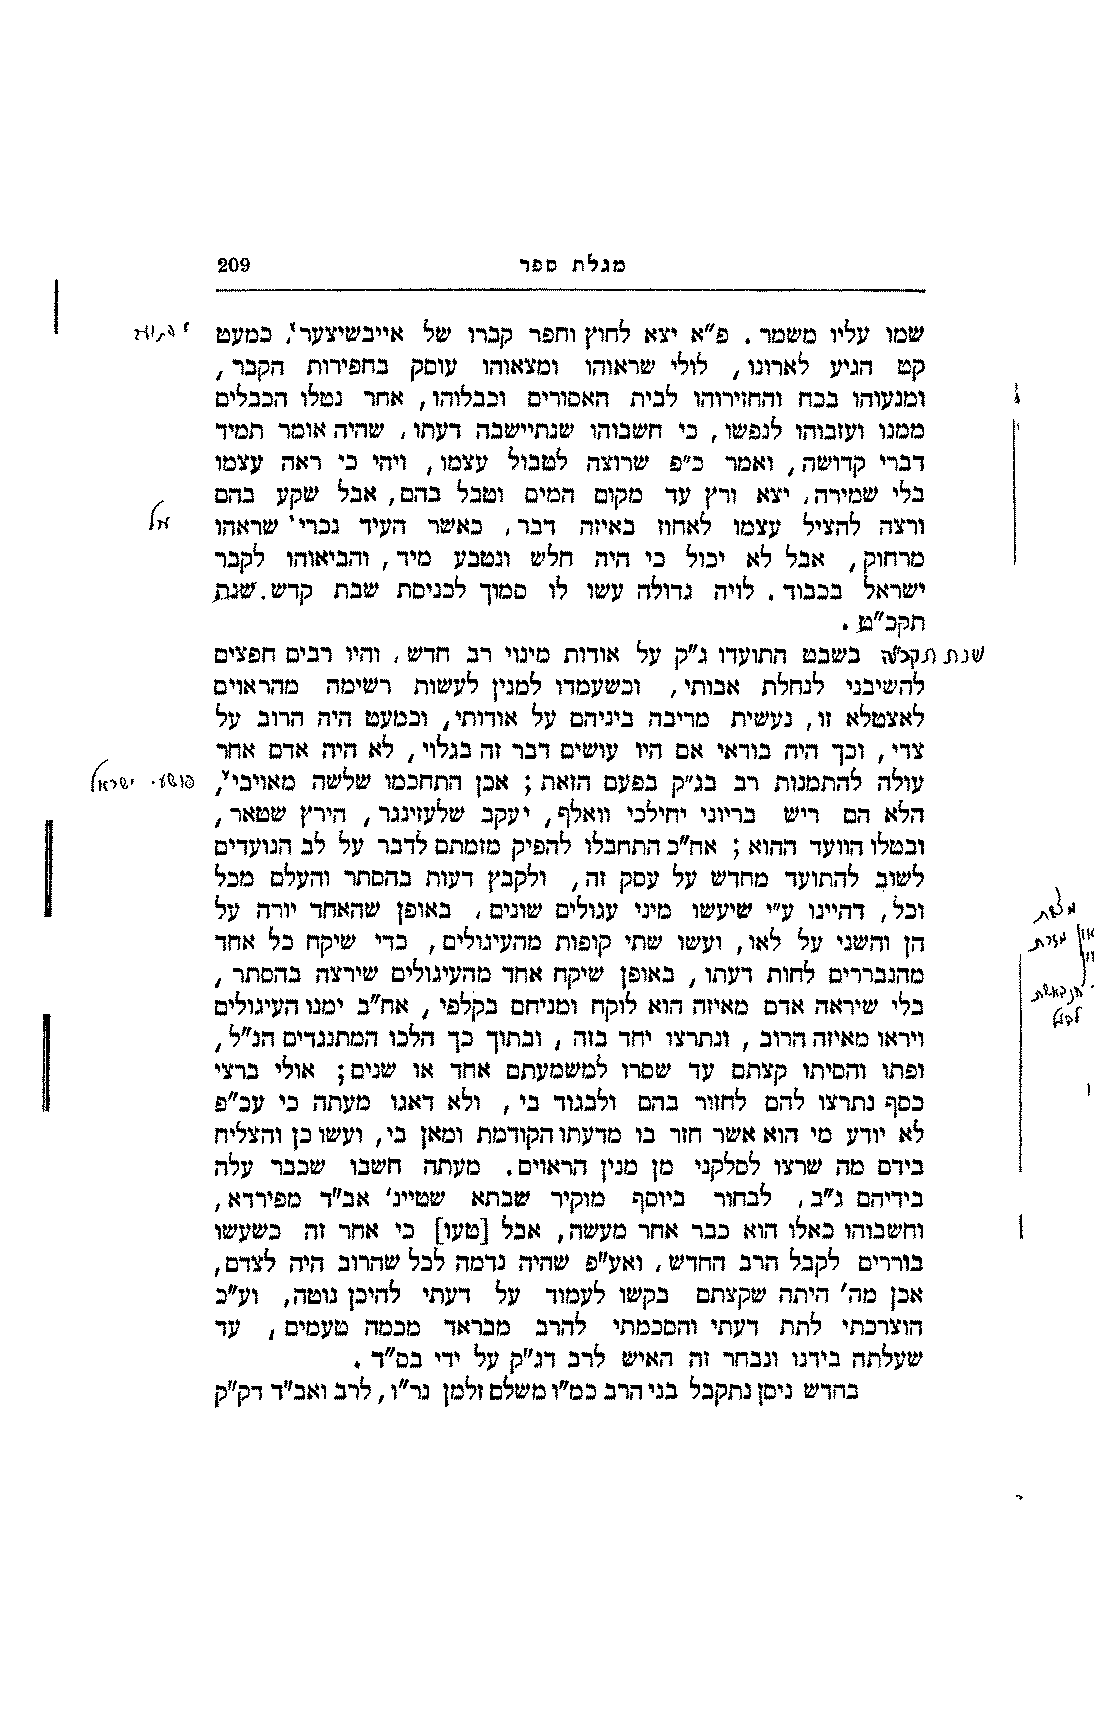 209 מגלת ספר
שמו עליו משמר. פ"א יצא לחוץ וחפר קברו של אייבשיצער', כמעט
קט הגיע לארונו, לולי שראוהו ומצאוהו עוסק בחפירות הקבר,
ומנעוהו בכח והחזירוהו לבית האסורים וכבלוהו, אחר נטלו הכבלים
ממנו ועזבוהו לנפשו, כי חשבוהו שנתיישבה דעתו, שהיה אומר תמיד
דברי קדושה, ואמר כ"פ שרוצה לטבול עצמו, ויהי כי ראה עצמו
בלי שמירה, יצא ורץ עד מקום המים וטבל בהם, אבל שקע בהם
ורצה להציל עצמו לאחוז באיזה דבר, כאשר העיד נכרי' שראהו
מרחוק, אבל לא יכול כי היה חלש ונטבע מיד, והביאוהו לקבר
ישראל בכבוד. לויה גדולה עשו לו סמוך לכניסת שבת קדש. שנת
תקכ"ט.
שנת תקכ"ה בשבט התועדו ג"ק על אודות מינוי רב חדש, והיו רבים חפצים
להשיבני לנחלת אבותי, וכשעמדו למנין לעשות רשימה מהראוים
לאצטלא זו, נעשית מריבה ביניהם על אודותי, וכמעט היה הרוב על
צדי, וכך היה בודאי אם היו עושים דבר זה בגלוי, לא היה אדם אחר
עולה להתמנות רב בג"ק בפעם הזאת; אכן התחכמו שלשה מאויבי', פושעי ישראל
הלא הם ריש בריוני יחילכי וואלף, יעקב שלעזינגר, הירץ שטאר,
ובטלו הוועד ההוא; אח"כ התחבלו להפיק מזמתם לדבר על לב הנועדים
לשוב להתועד מחדש על עסק זה, ולקבץ דעות בהסתר והעלם מכל
וכל, דהיינו ע"י שיעשו מיני עגולים שונים, באופן שהאחד יורה על
הן והשני על לאו, ועשו שתי קופות מהעיגולים, כדי שיקח כל אחד
מהנבררים לחות דעתו, באופן שיקח אחד מהעיגולים שירצה בהסתר,
בלי שיראה אדם מאיזה הוא לוקח ומניחם בקלפי, אח"ב ימנו העיגולים
ויראו מאיזה הרוב, ונתרצו יחד בזה, ובתוך כך הלכו המתנגדים הנ"ל,
ופתו והסיתו קצתם עד שסרו למשמעתם אחד או שנים; אולי ברצי
כסף נתרצו להם לחזור בהם ולבגוד בי, ולא דאגו מעתה כי עכ"פ
לא יודע מי הוא אשר חזר בו מדעתו הקודמת ומאן בי, ועשו כן והצליח
בידם מה שרצו לסלקני מן מנין הראוים. מעתה חשבו שכבר עלה
בידיהם ג"ב, לבחור ביוסף מוקיר שבתא שטיינ' אב"ד מפירדא,
וחשבוהו כאלו הוא כבר אחר מעשה, אבל [טעו] כי אחר זה כשעשו
בוררים לקבל הרב החדש, ואע"פ שהיה נדמה לכל שהרוב היה לצדם,
אכן מה' היתה שקצתם בקשו לעמוד על דעתי להיכן נוטה, וע"כ
הוצרכתי לתת דעתי והסכמתי להרב מבראד מכמה טעמים, עד
שעלתה בידנו ונבחר זה האיש לרב דג"ק על ידי בס"ד.
בחדש ניסן נתקבל בני הרב כמ"ו משלם זלמן נר"ו, לרב ואב"ד דק"ק